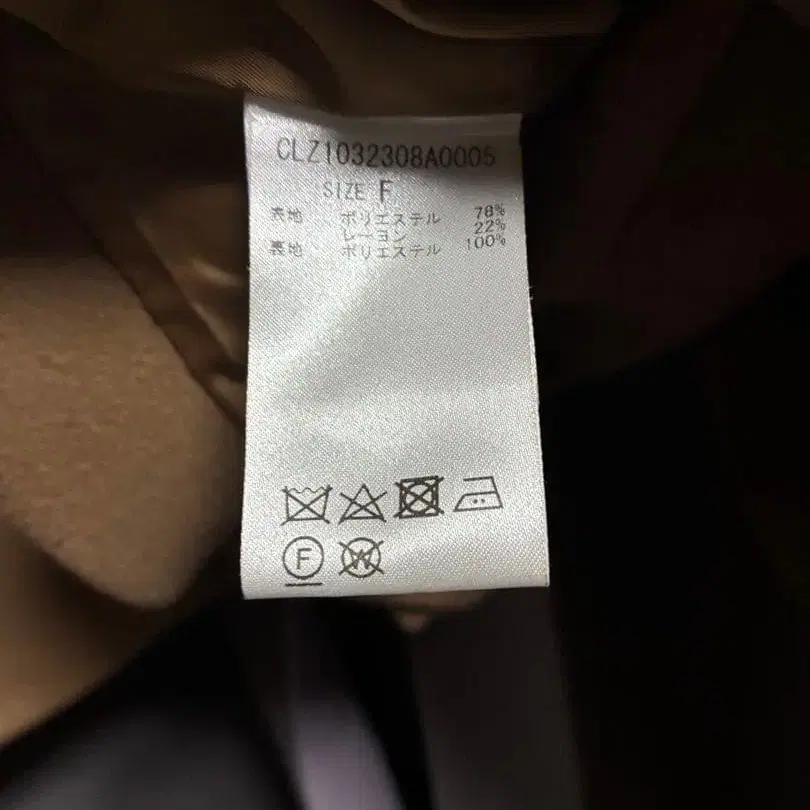 CLZ1032308A0005
SIZE F
表地 ポリエステル 78%
レーヨン 22%
裏地 ポリエステル 100%
F
W